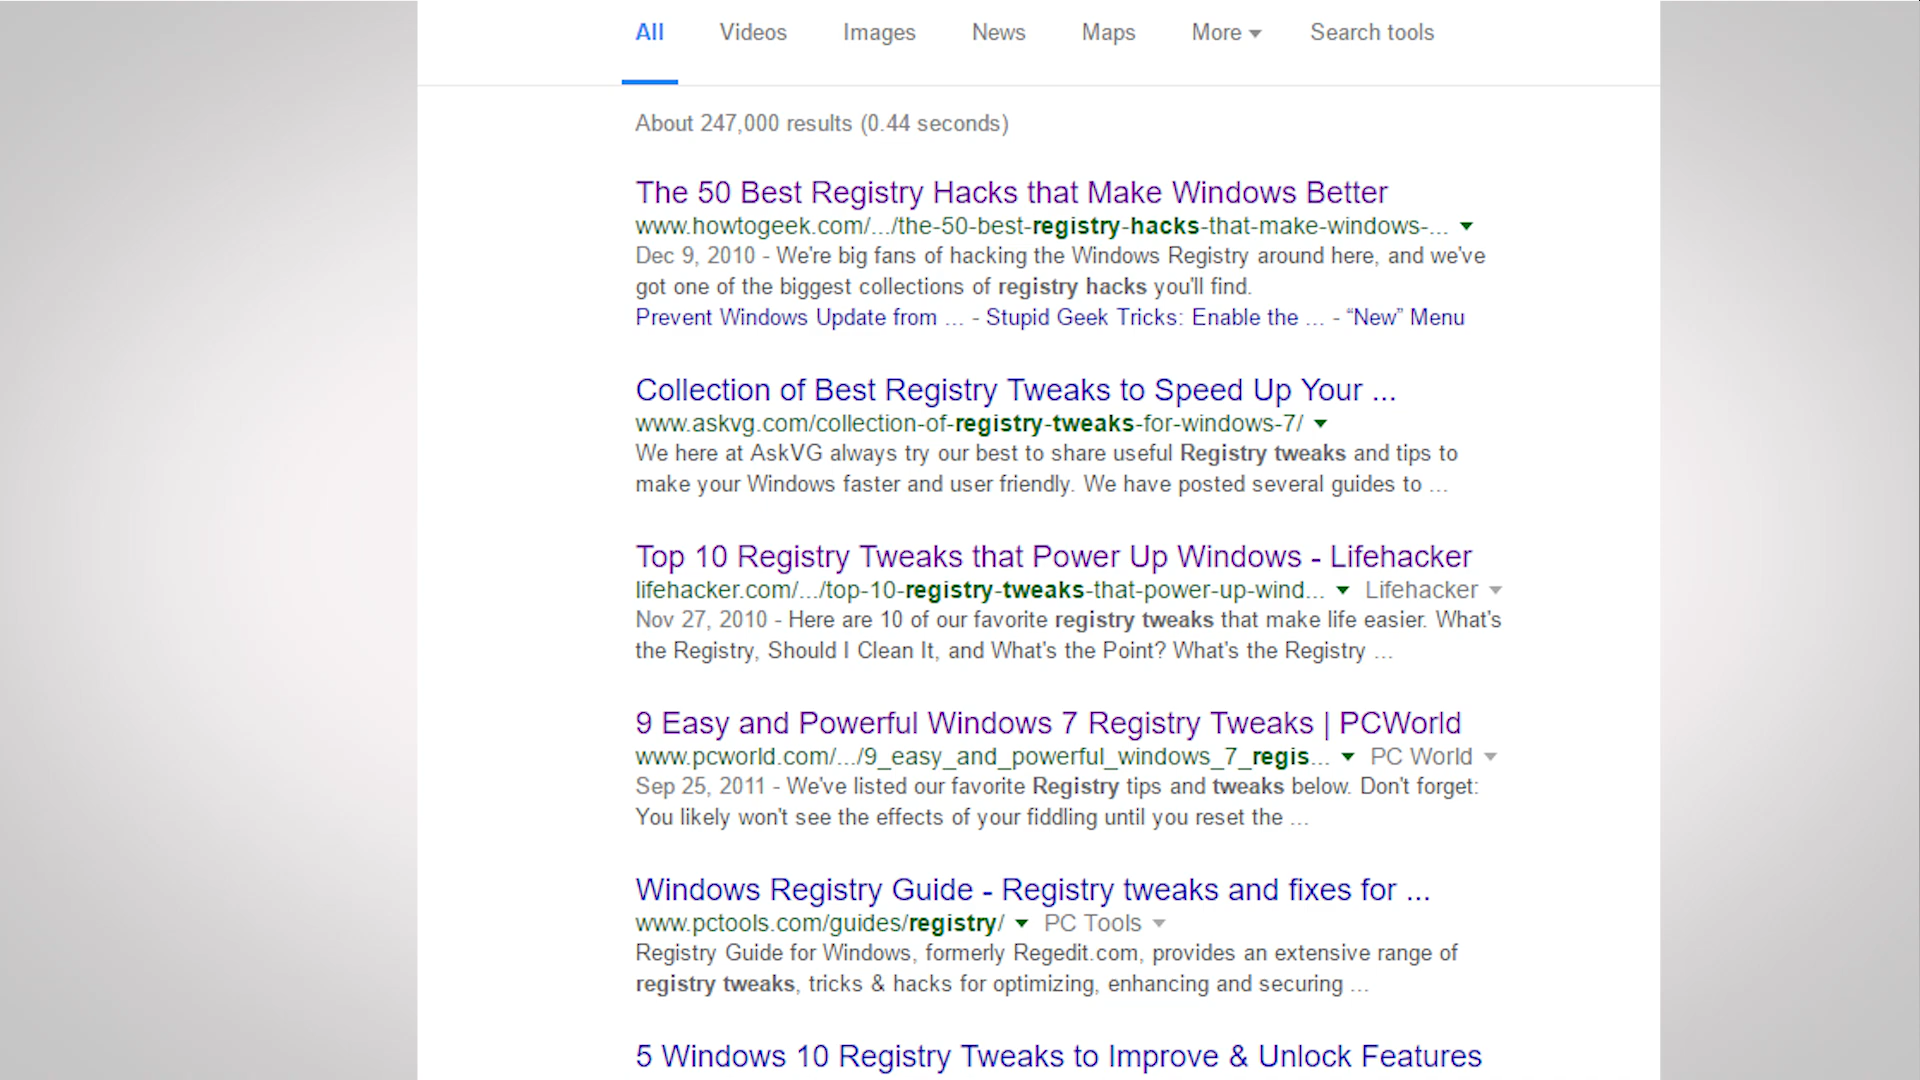 All Videos Images News Maps More Search tools
About 247,000 results (0.44 seconds)
The 50 Best Registry Hacks that Make Windows Better
www.howtogeek.com/.../the-50-best-registry-hacks-that-make-windows-...
Dec 9, 2010 - We're big fans of hacking the Windows Registry around here, and we've
got one of the biggest collections of registry hacks you'll find.
Prevent Windows Update from ... - Stupid Geek Tricks: Enable the ... - “New” Menu
Collection of Best Registry Tweaks to Speed Up Your ...
www.askvg.com/collection-of-registry-tweaks-for-windows-7/
We here at AskVG always try our best to share useful Registry tweaks and tips to
make your Windows faster and user friendly. We have posted several guides to ...
Top 10 Registry Tweaks that Power Up Windows - Lifehacker
lifehacker.com/.../top-10-registry-tweaks-that-power-up-wind... Lifehacker
Nov 27, 2010 - Here are 10 of our favorite registry tweaks that make life easier. What's
the Registry, Should I Clean It, and What's the Point? What's the Registry ...
9 Easy and Powerful Windows 7 Registry Tweaks | PCWorld
www.pcworld.com/.../9_easy_and_powerful_windows_7_regis... PC World
Sep 25, 2011 - We've listed our favorite Registry tips and tweaks below. Don't forget:
You likely won't see the effects of your fiddling until you reset the ...
Windows Registry Guide - Registry tweaks and fixes for ...
www.pctools.com/guides/registry/ PC Tools
Registry Guide for Windows, formerly Regedit.com, provides an extensive range of
registry tweaks, tricks & hacks for optimizing, enhancing and securing ...
5 Windows 10 Registry Tweaks to Improve & Unlock Features